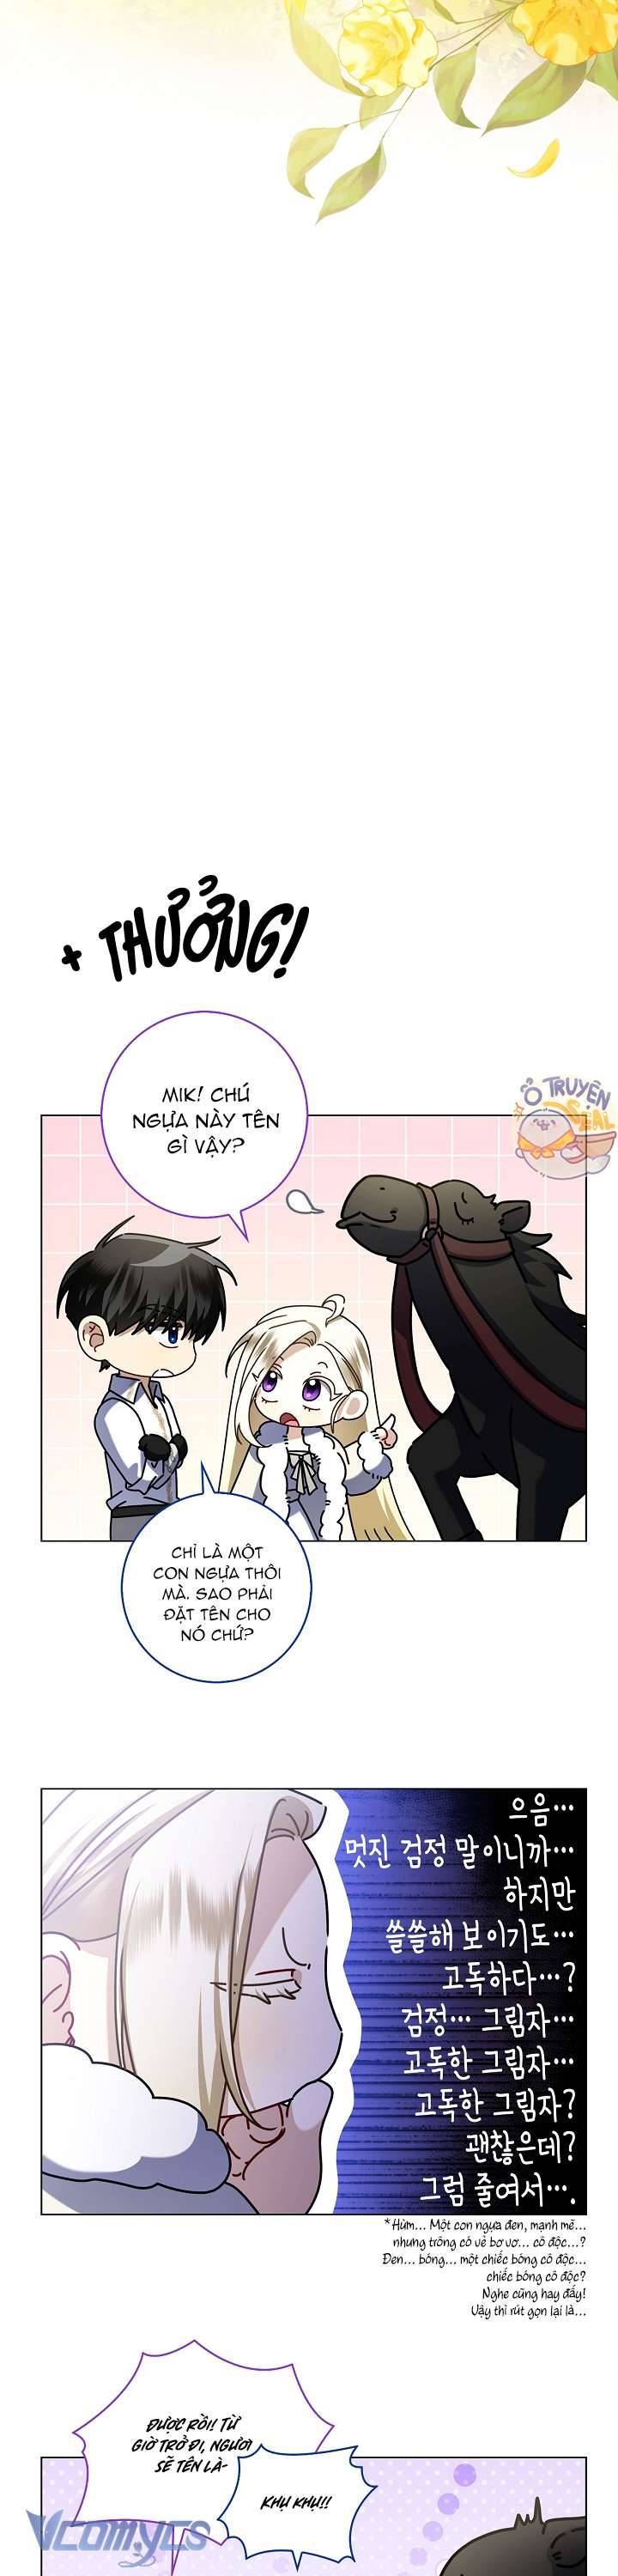 + THƯỞNG!
MIK! CHÚ
NGỰA NÀY TÊN
GÌ VẬY?
Ổ TRUYỆN
SEAL
CHỈ LÀ MỘT
CON NGỰA THÔI
MÀ. SAO PHẢI
ĐẶT TÊN CHO
NÓ CHỨ?
으음…
멋진 검정 말이니까…
하지만
쓸쓸해 보이기도…
고독하다…?
검정… 그림자…
고독한 그림자…
고독한 그림자?
괜찮은데?
그럼 줄여서….
*Hùm... Một con ngựa đen, mạnh mẽ...
nhưng trông có vẻ bơ vơ... cô độc...?
Đen... bóng... một chiếc bóng cô độc...
chiếc bóng cô độc?
Nghe cũng hay đấy!
Vậy thì rút gọn lại là...
ĐƯỢC RỒI! TỪ
GIỜ TRỞ ĐI, NGƯƠI
SẼ TÊN LÀ-
KHỤ KHỤ!!
Vcomycs